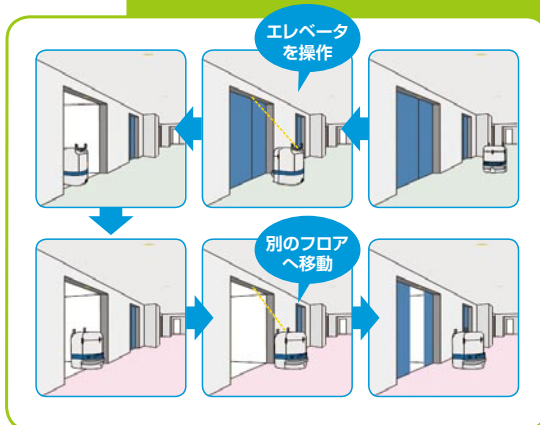 エレベータ
を操作
別のフロア
へ移動